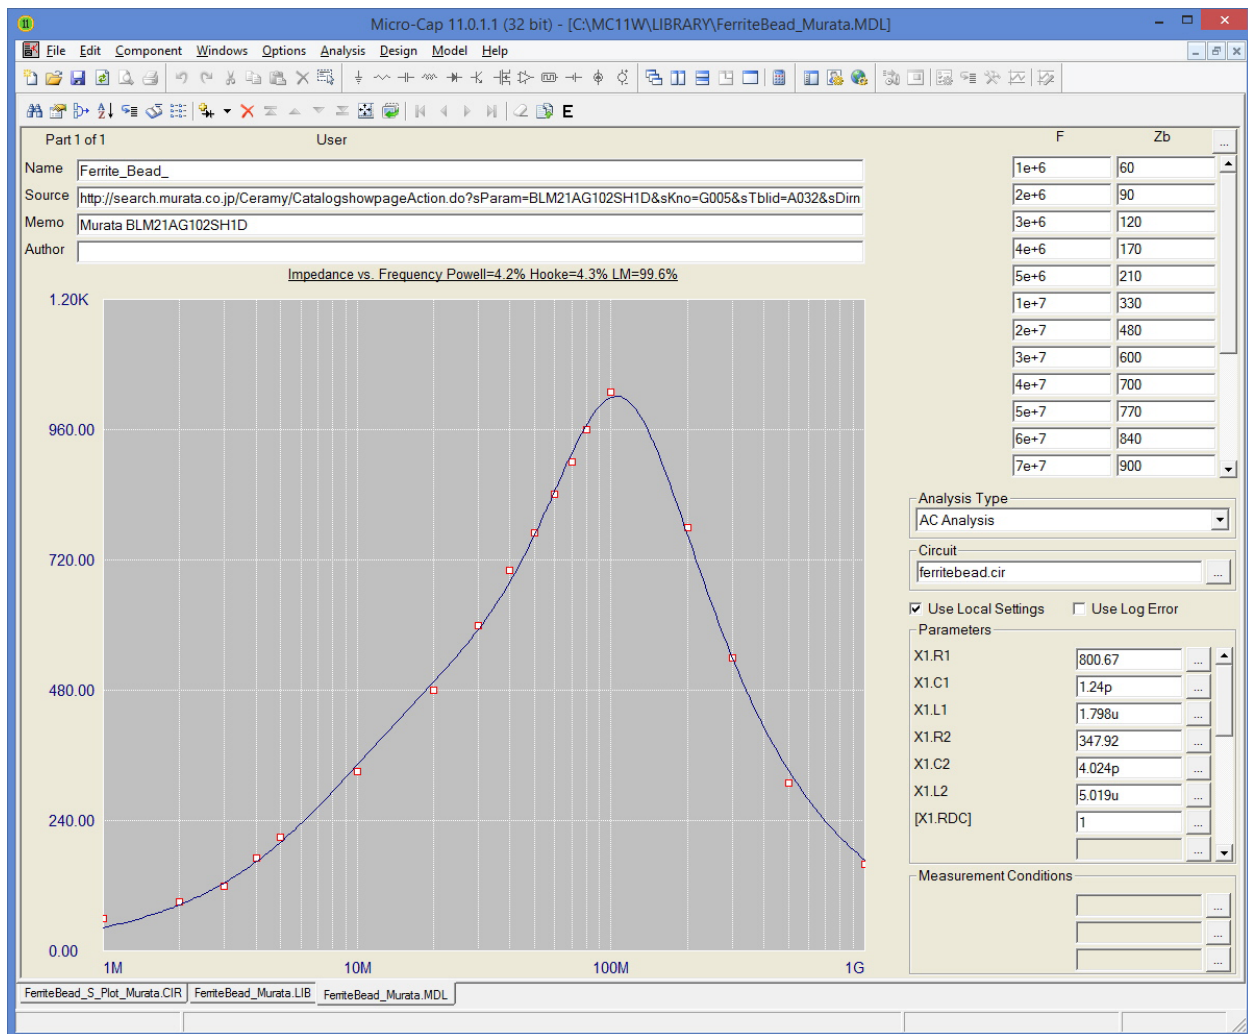 Micro-Cap 11.0.1.1 (32 bit) - [C:\MC11W\LIBRARY\FerriteBead_Murata.MDL]
File Edit Component Windows Options Analysis Design Model Help
E
Part 1 of 1 User F Zb ...
Name Ferrite_Bead_ 1e+6 60
Source http://search.murata.co.jp/Ceramy/CatalogshowpageAction.do?sParam=BLM21AG102SH1D&sKno=G005&sTblid=A032&sDirn 2e+6 90
Memo Murata BLM21AG102SH1D 3e+6 120
Author 4e+6 170
Impedance vs. Frequency Powell=4.2% Hooke=4.3% LM=99.6% 5e+6 210
1.20K 1e+7 330
2e+7 480
3e+7 600
4e+7 700
960.00 5e+7 770
6e+7 840
7e+7 900
Analysis Type
AC Analysis
720.00 Circuit
ferritebead.cir ...
Use Local Settings Use Log Error
Parameters
X1.R1 800.67 ...
480.00 X1.C1 1.24p ...
X1.L1 1.798u ...
X1.R2 347.92 ...
X1.C2 4.024p ...
X1.L2 5.019u ...
240.00 [X1.RDC] 1 ...
...
Measurement Conditions
...
...
0.00 ...
1M 10M 100M 1G
FerriteBead_S_Plot_Murata.CIR FerriteBead_Murata.LIB FerriteBead_Murata.MDL